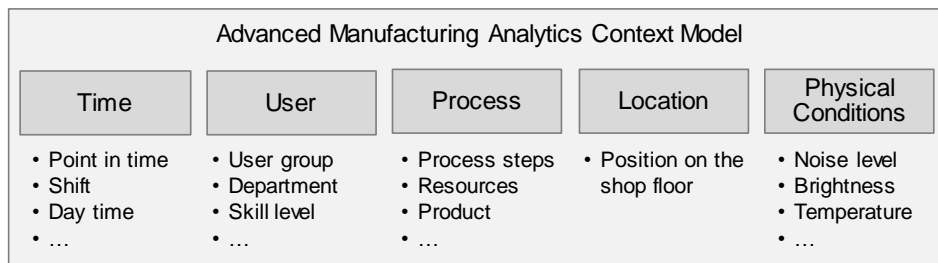 Advanced Manufacturing Analytics Context Model
Time
• Point in time
• Shift
• Day time
• …
User
• User group
• Department
• Skill level
• …
Process
• Process steps
• Resources
• Product
• …
Location
• Position on the
shop floor
Physical
Conditions
• Noise level
• Brightness
• Temperature
• …